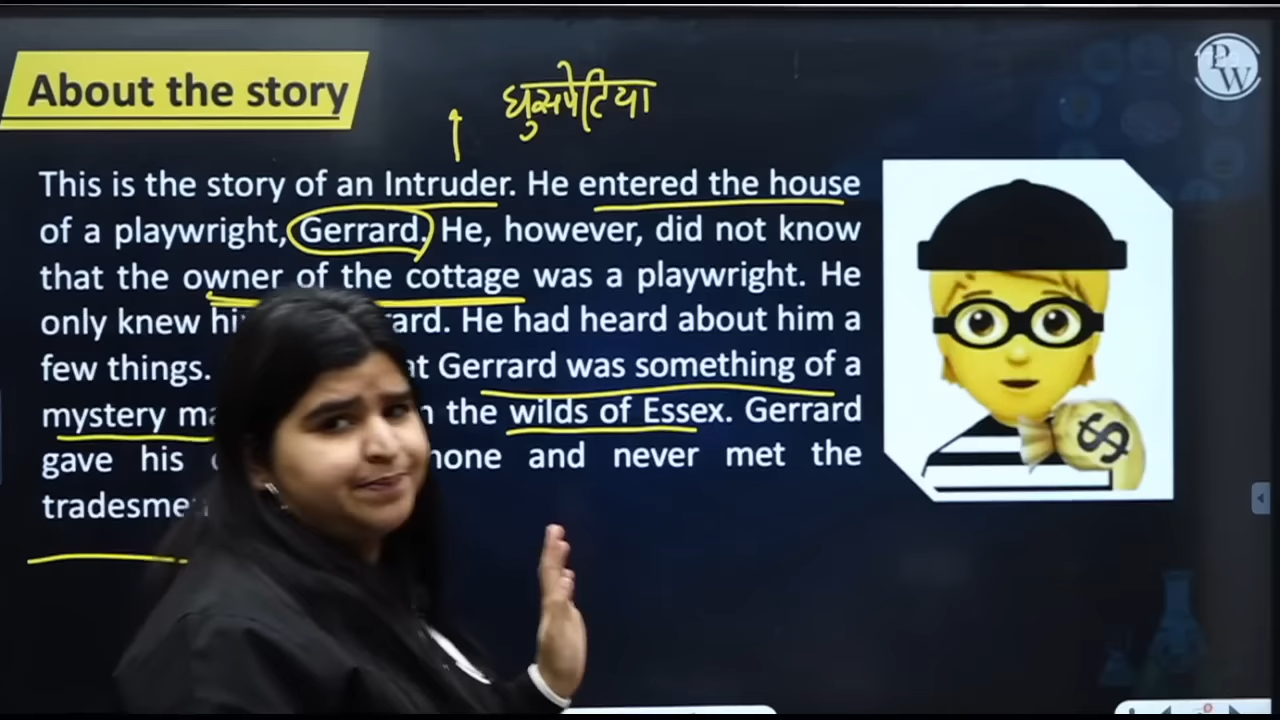 About the story
घुसपेटिया
PW
This is the story of an Intruder. He entered the house
of a playwright, Gerrard. He, however, did not know
that the owner of the cottage was a playwright. He
only knew rard. He had heard about him a
few things. at Gerrard was something of a
mystery n the wilds of Essex. Gerrard
gave his hone and never met the
tradesme
$